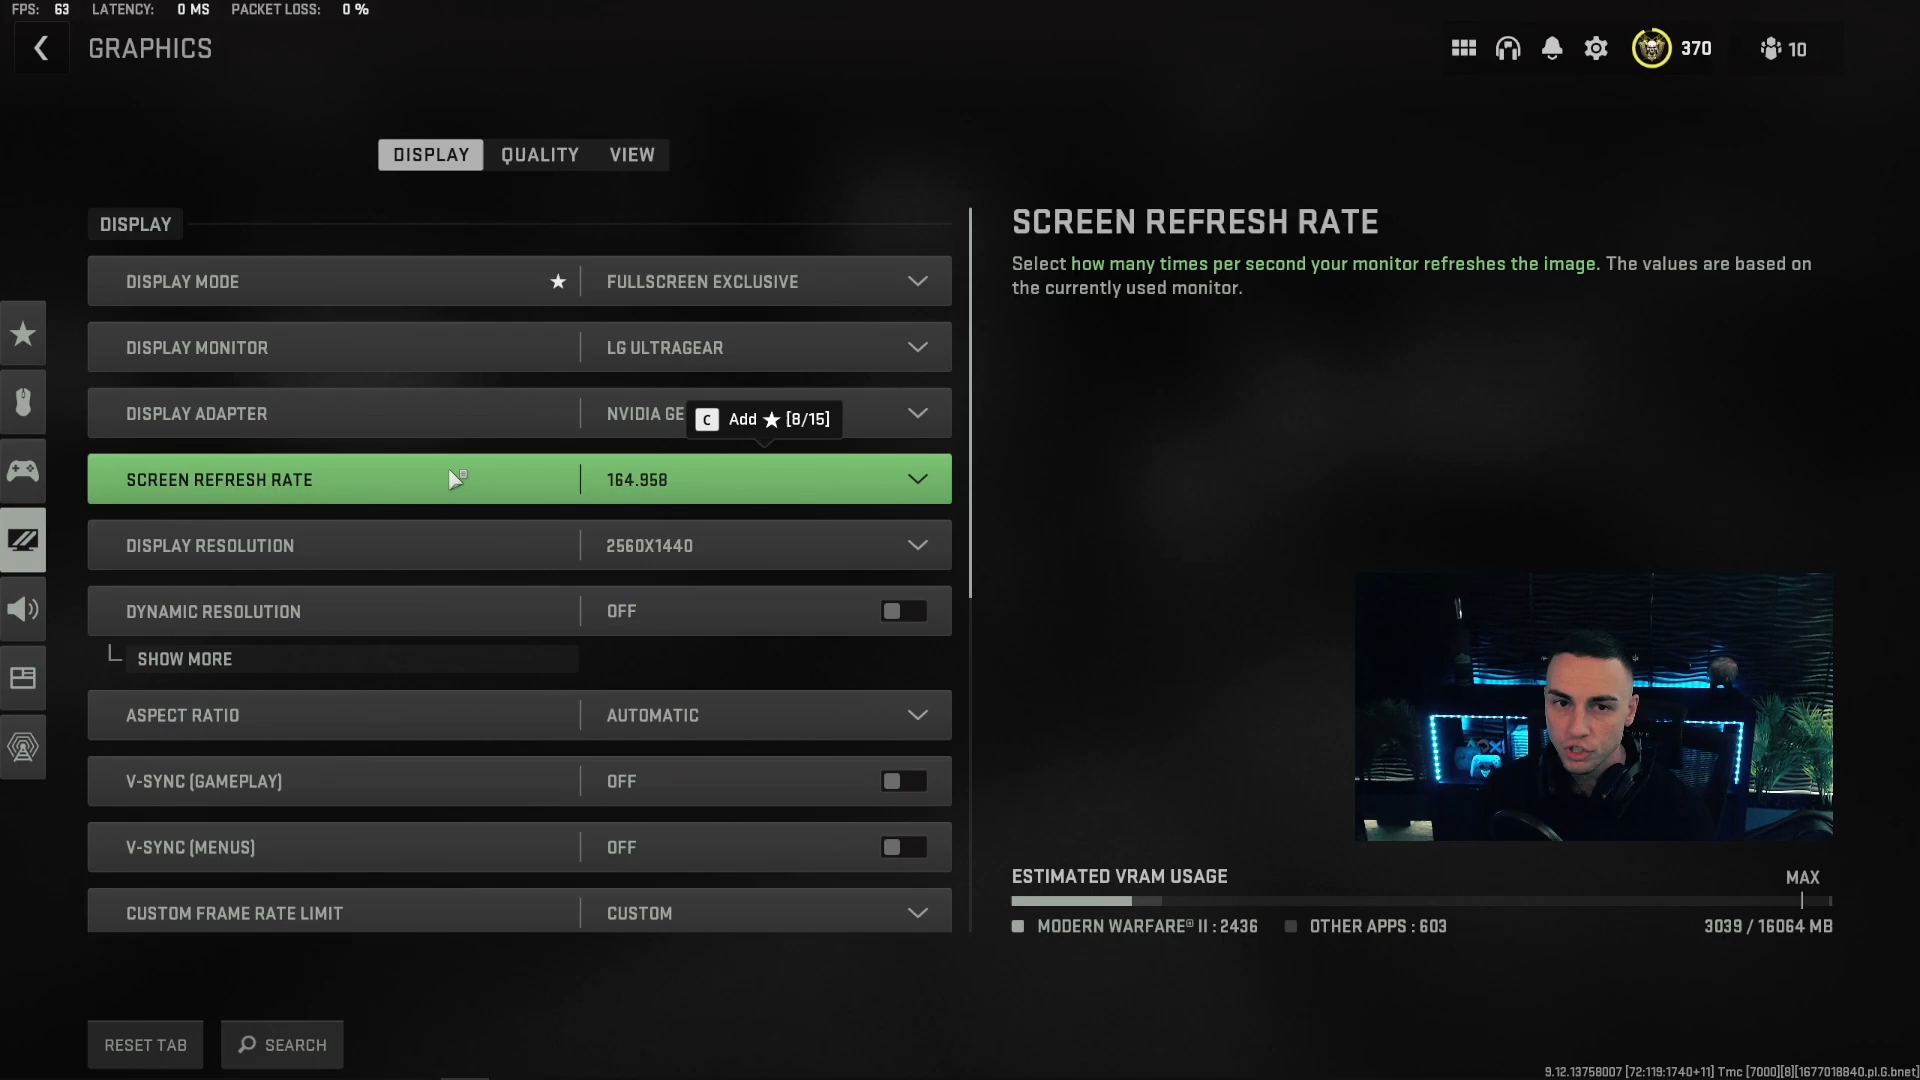 FPS: 63 LATENCY: 0 MS PACKET LOSS: 0 %
GRAPHICS
370
10
DISPLAY QUALITY VIEW
DISPLAY
DISPLAY MODE FULLSCREEN EXCLUSIVE
DISPLAY MONITOR LG ULTRAGEAR
DISPLAY ADAPTER NVIDIA GE
C Add ★ [8/15]
SCREEN REFRESH RATE 164.958
DISPLAY RESOLUTION 2560X1440
DYNAMIC RESOLUTION OFF
SHOW MORE
ASPECT RATIO AUTOMATIC
V-SYNC (GAMEPLAY) OFF
V-SYNC (MENUS) OFF
CUSTOM FRAME RATE LIMIT CUSTOM
SCREEN REFRESH RATE
Select how many times per second your monitor refreshes the image. The values are based on
the currently used monitor.
ESTIMATED VRAM USAGE MAX
MODERN WARFARE® II : 2436 OTHER APPS : 603 3039 / 16064 MB
RESET TAB SEARCH
9.12.13758007 [72:119:1740+11] Tmc [7000][8][1677018840.pl.G.bnet]